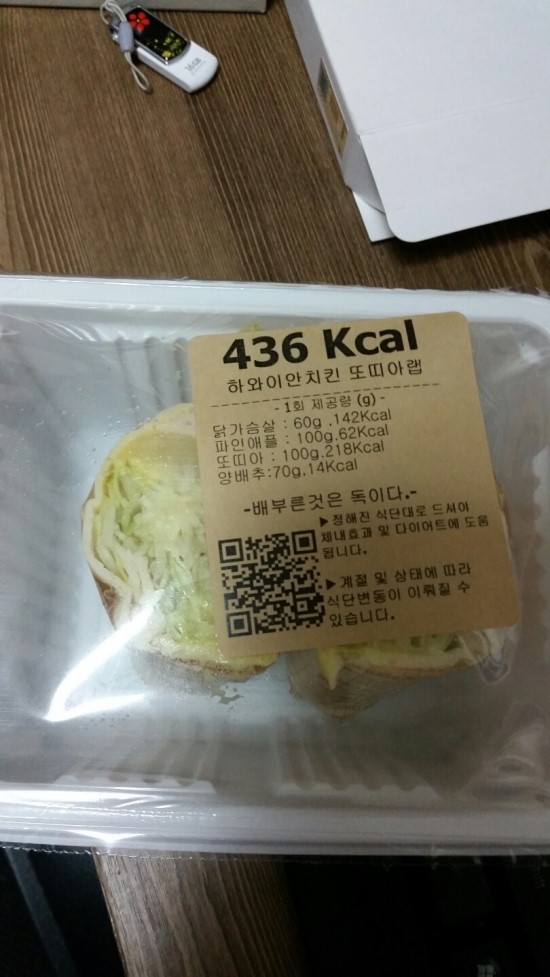 436 Kcal
하와이안치킨 또띠아랩
- 1회 제공량 (g) -
닭가슴살 : 60g .142Kcal
파인애플 : 100g.62Kcal
또띠아 : 100g.218Kcal
양배추:70g.14Kcal
-배부른것은 독이다.-
▶정해진 식단대로 드셔야
체내효과 및 다이어트에 도움
됩니다.
▶계절 및 상태에 따라
식단변동이 이뤄질 수
있습니다.